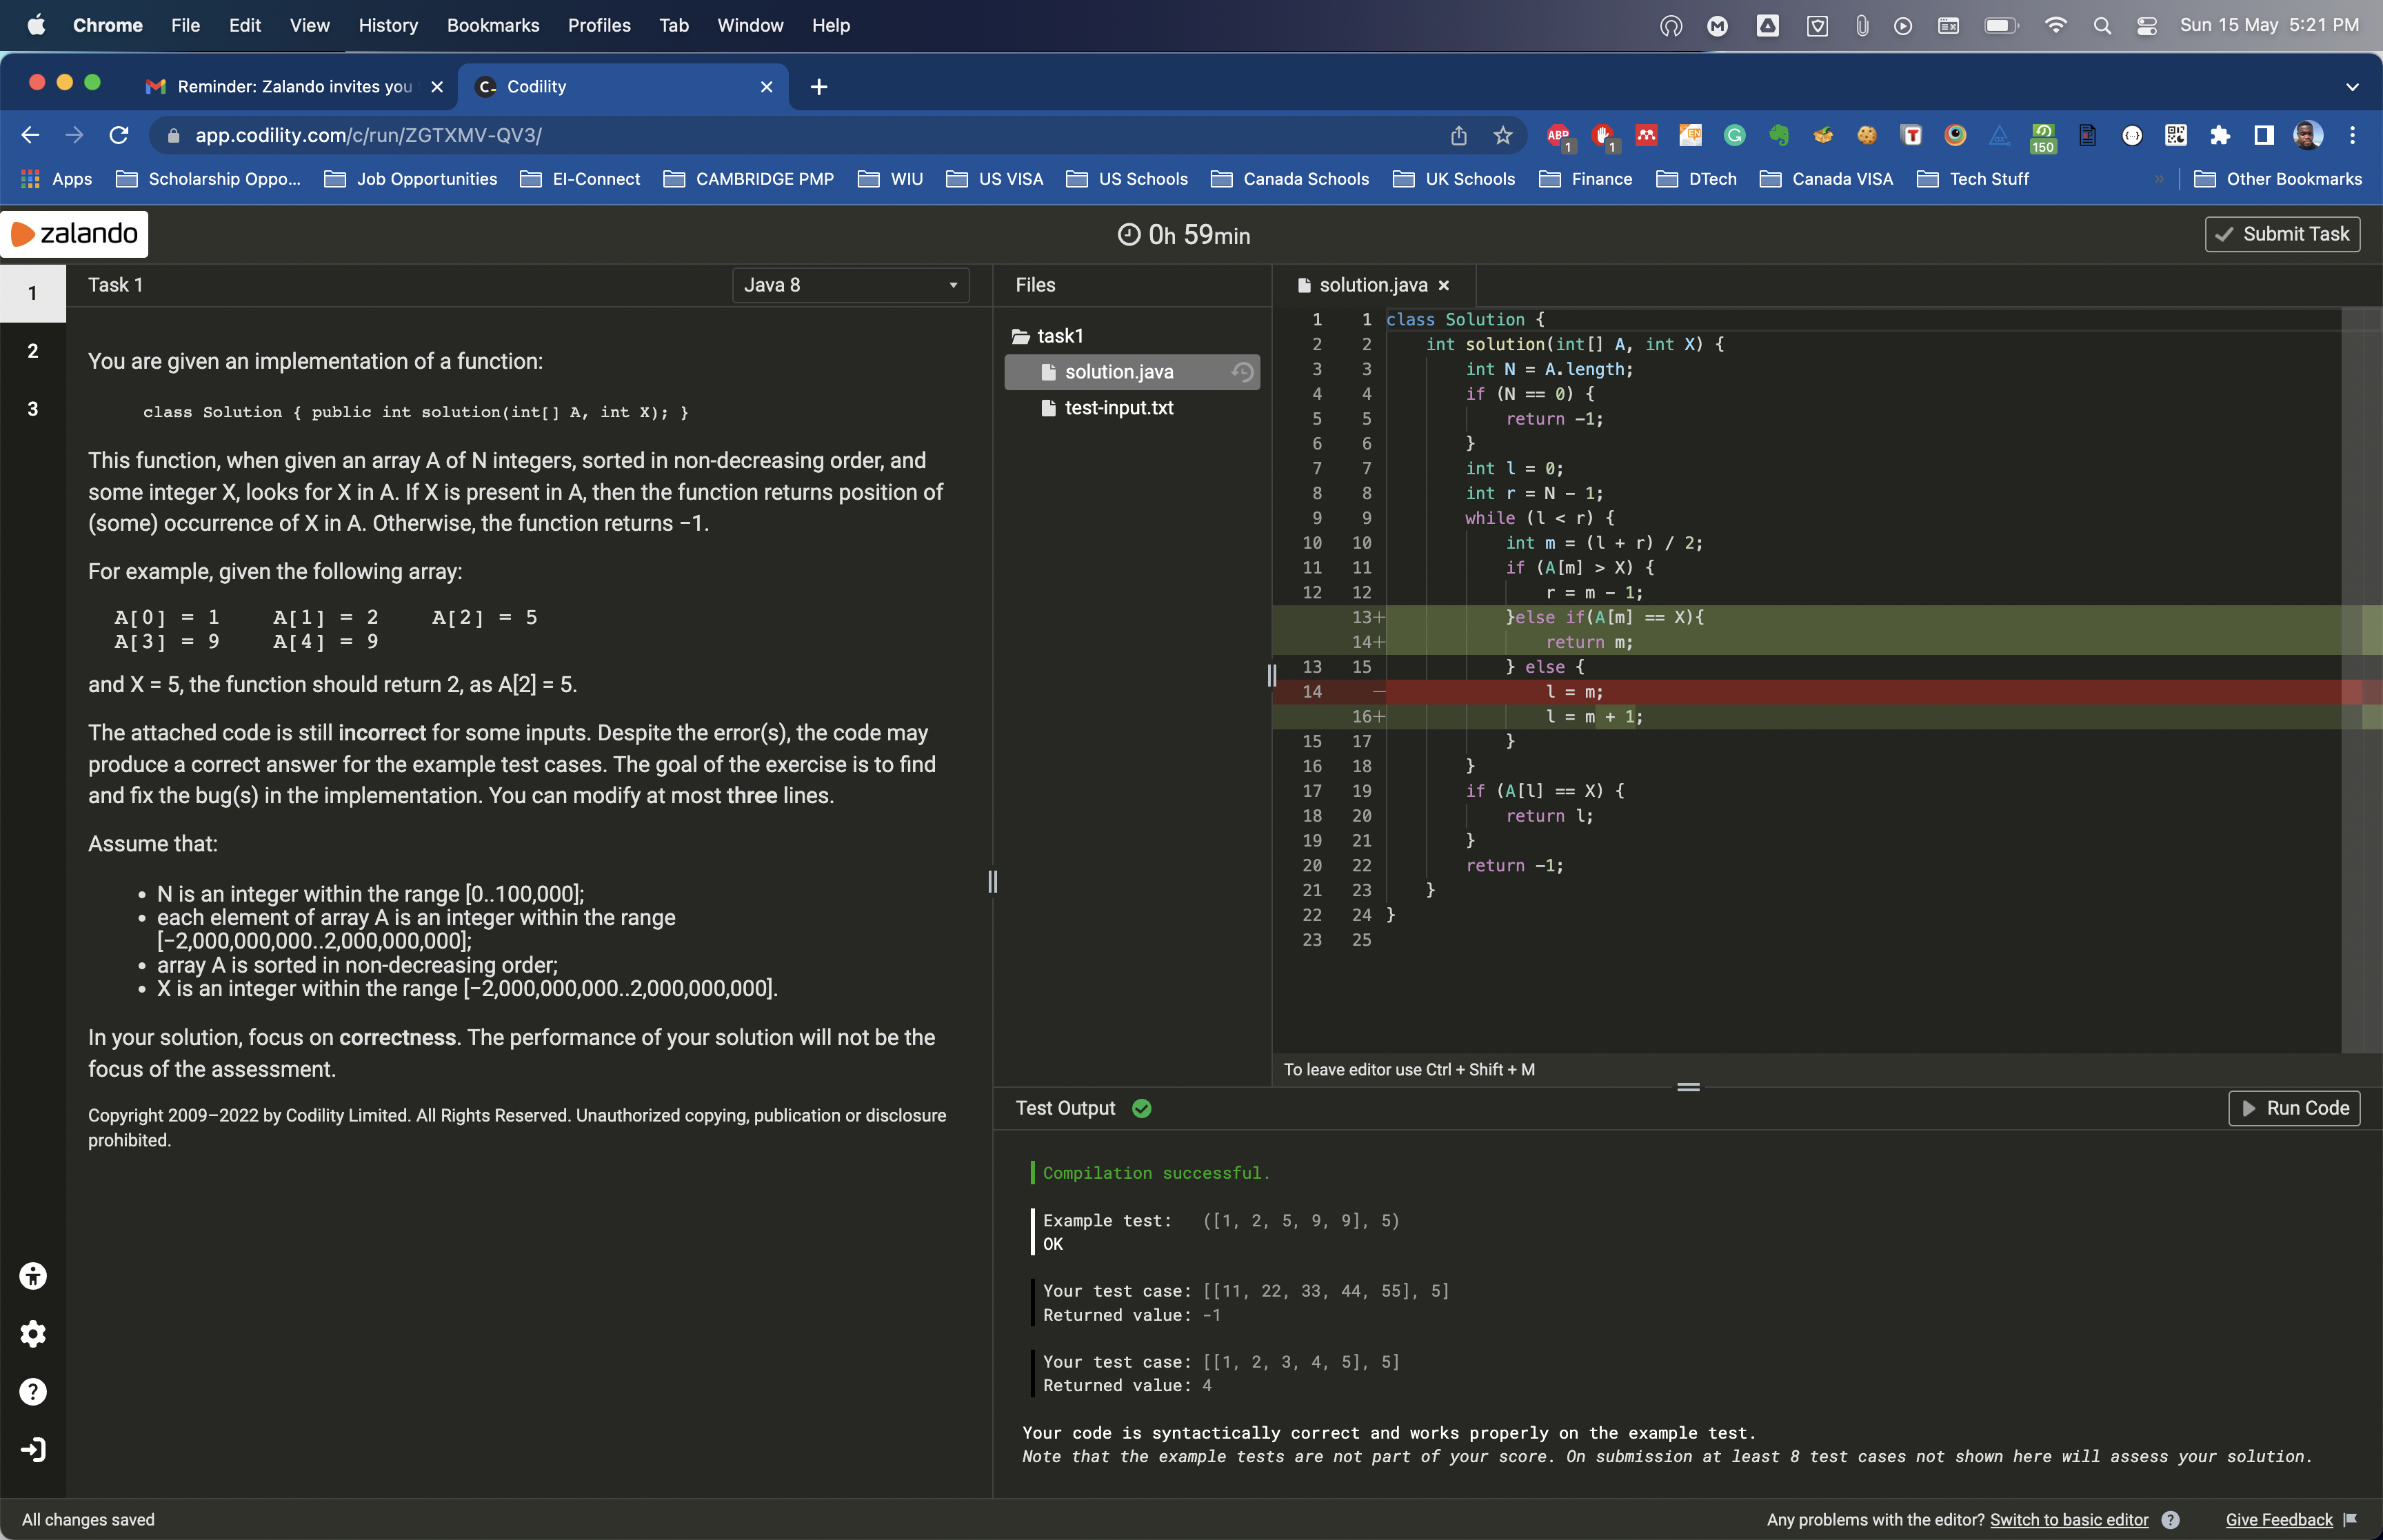 Chrome File Edit View History Bookmarks Profiles Tab Window Help
Sun 15 May 5:21 PM
Reminder: Zalando invites you
Codility
app.codility.com/c/run/ZGTXMV-QV3/
ABP 1 1 EN 150
Apps Scholarship Oppo... Job Opportunities EI-Connect CAMBRIDGE PMP WIU US VISA US Schools Canada Schools UK Schools Finance DTech Canada VISA Tech Stuff » Other Bookmarks
zalando
0h 59min
Submit Task
1
2
3
Task 1
Java 8
You are given an implementation of a function:
class Solution { public int solution(int[] A, int X); }
This function, when given an array A of N integers, sorted in non-decreasing order, and
some integer X, looks for X in A. If X is present in A, then the function returns position of
(some) occurrence of X in A. Otherwise, the function returns −1.
For example, given the following array:
A[0] = 1 A[1] = 2 A[2] = 5
A[3] = 9 A[4] = 9
and X = 5, the function should return 2, as A[2] = 5.
The attached code is still incorrect for some inputs. Despite the error(s), the code may
produce a correct answer for the example test cases. The goal of the exercise is to find
and fix the bug(s) in the implementation. You can modify at most three lines.
Assume that:
• N is an integer within the range [0..100,000];
• each element of array A is an integer within the range
[−2,000,000,000..2,000,000,000];
• array A is sorted in non-decreasing order;
• X is an integer within the range [−2,000,000,000..2,000,000,000].
In your solution, focus on correctness. The performance of your solution will not be the
focus of the assessment.
Copyright 2009–2022 by Codility Limited. All Rights Reserved. Unauthorized copying, publication or disclosure
prohibited.
Files
task1
solution.java
test-input.txt
solution.java
1 1 class Solution {
2 2 int solution(int[] A, int X) {
3 3 int N = A.length;
4 4 if (N == 0) {
5 5 return -1;
6 6 }
7 7 int l = 0;
8 8 int r = N - 1;
9 9 while (l < r) {
10 10 int m = (l + r) / 2;
11 11 if (A[m] > X) {
12 12 r = m - 1;
13+ }else if(A[m] == X){
14+ return m;
13 15 } else {
14 — l = m;
16+ l = m + 1;
15 17 }
16 18 }
17 19 if (A[l] == X) {
18 20 return l;
19 21 }
20 22 return -1;
21 23 }
22 24 }
23 25
To leave editor use Ctrl + Shift + M
Test Output
Run Code
Compilation successful.
Example test: ([1, 2, 5, 9, 9], 5)
OK
Your test case: [[11, 22, 33, 44, 55], 5]
Returned value: -1
Your test case: [[1, 2, 3, 4, 5], 5]
Returned value: 4
Your code is syntactically correct and works properly on the example test.
Note that the example tests are not part of your score. On submission at least 8 test cases not shown here will assess your solution.
All changes saved
Any problems with the editor? Switch to basic editor ?
Give Feedback